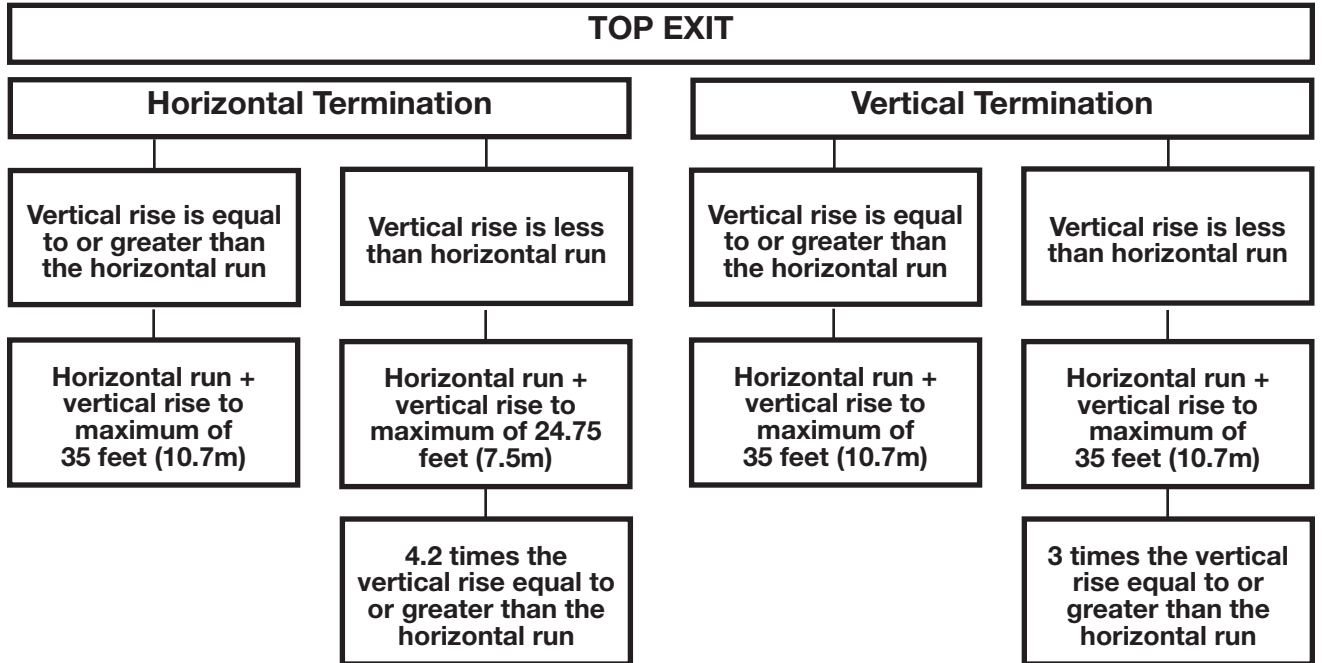 TOP EXIT
Horizontal Termination
Vertical Termination
Vertical rise is equal
to or greater than
the horizontal run
Vertical rise is less
than horizontal run
Vertical rise is equal
to or greater than
the horizontal run
Vertical rise is less
than horizontal run
Horizontal run +
vertical rise to
maximum of
35 feet (10.7m)
Horizontal run +
vertical rise to
maximum of 24.75
feet (7.5m)
Horizontal run +
vertical rise to
maximum of
35 feet (10.7m)
Horizontal run +
vertical rise to
maximum of
35 feet (10.7m)
4.2 times the
vertical rise equal to
or greater than the
horizontal run
3 times the vertical
rise equal to or
greater than the
horizontal run